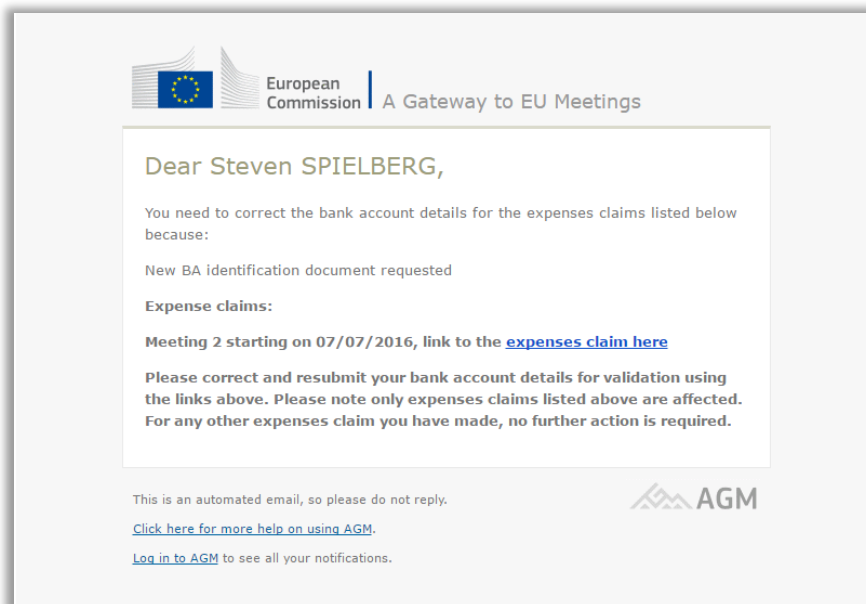 European
Commission
A Gateway to EU Meetings
Dear Steven SPIELBERG,
You need to correct the bank account details for the expenses claims listed below
because:
New BA identification document requested
Expense claims:
Meeting 2 starting on 07/07/2016, link to the expenses claim here
Please correct and resubmit your bank account details for validation using
the links above. Please note only expenses claims listed above are affected.
For any other expenses claim you have made, no further action is required.
This is an automated email, so please do not reply.
AGM
Click here for more help on using AGM.
Log in to AGM to see all your notifications.